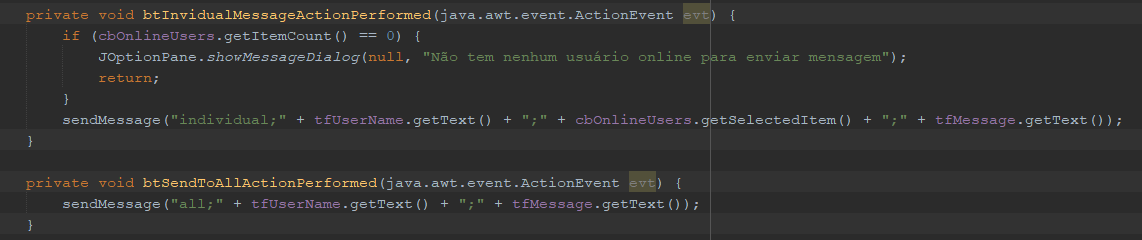 private void btInvidualMessageActionPerformed(java.awt.event.ActionEvent evt) {
if (cbOnlineUsers.getItemCount() == 0) {
JOptionPane.showMessageDialog(null, "Não tem nenhum usuário online para enviar mensagem");
return;
}
sendMessage("individual;" + tfUserName.getText() + ";" + cbOnlineUsers.getSelectedItem() + ";" + tfMessage.getText());
}
private void btSendToAllActionPerformed(java.awt.event.ActionEvent evt) {
sendMessage("all;" + tfUserName.getText() + ";" + tfMessage.getText());
}